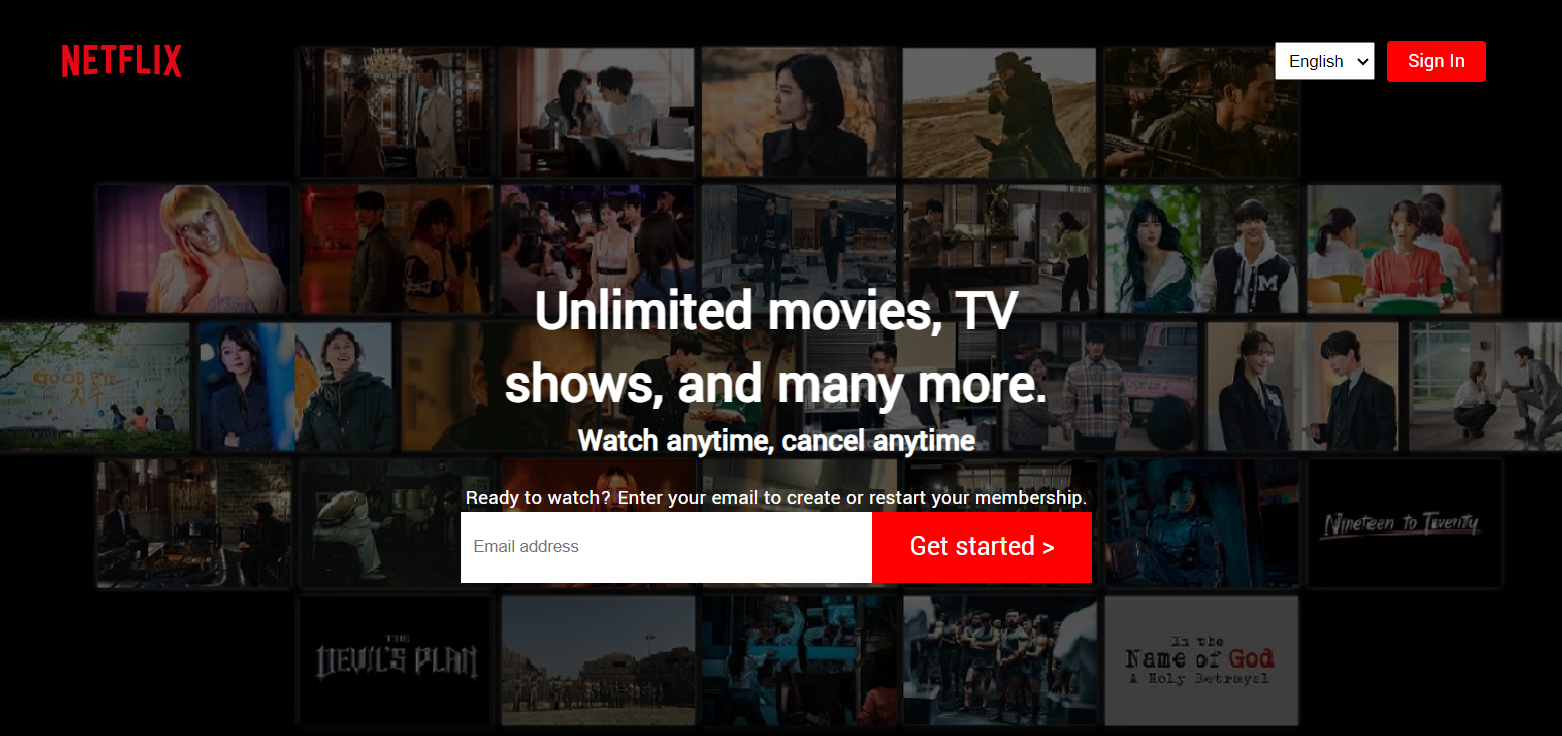 NETFLIX
English
Sign In
Unlimited movies, TV
shows, and many more.
Watch anytime, cancel anytime
Ready to watch? Enter your email to create or restart your membership.
Email address
Get started >
GOOD BYE
Nineteen to Twenty
THE
DEVIL'S PLAN
In the
Name of God
A Holy Betrayal